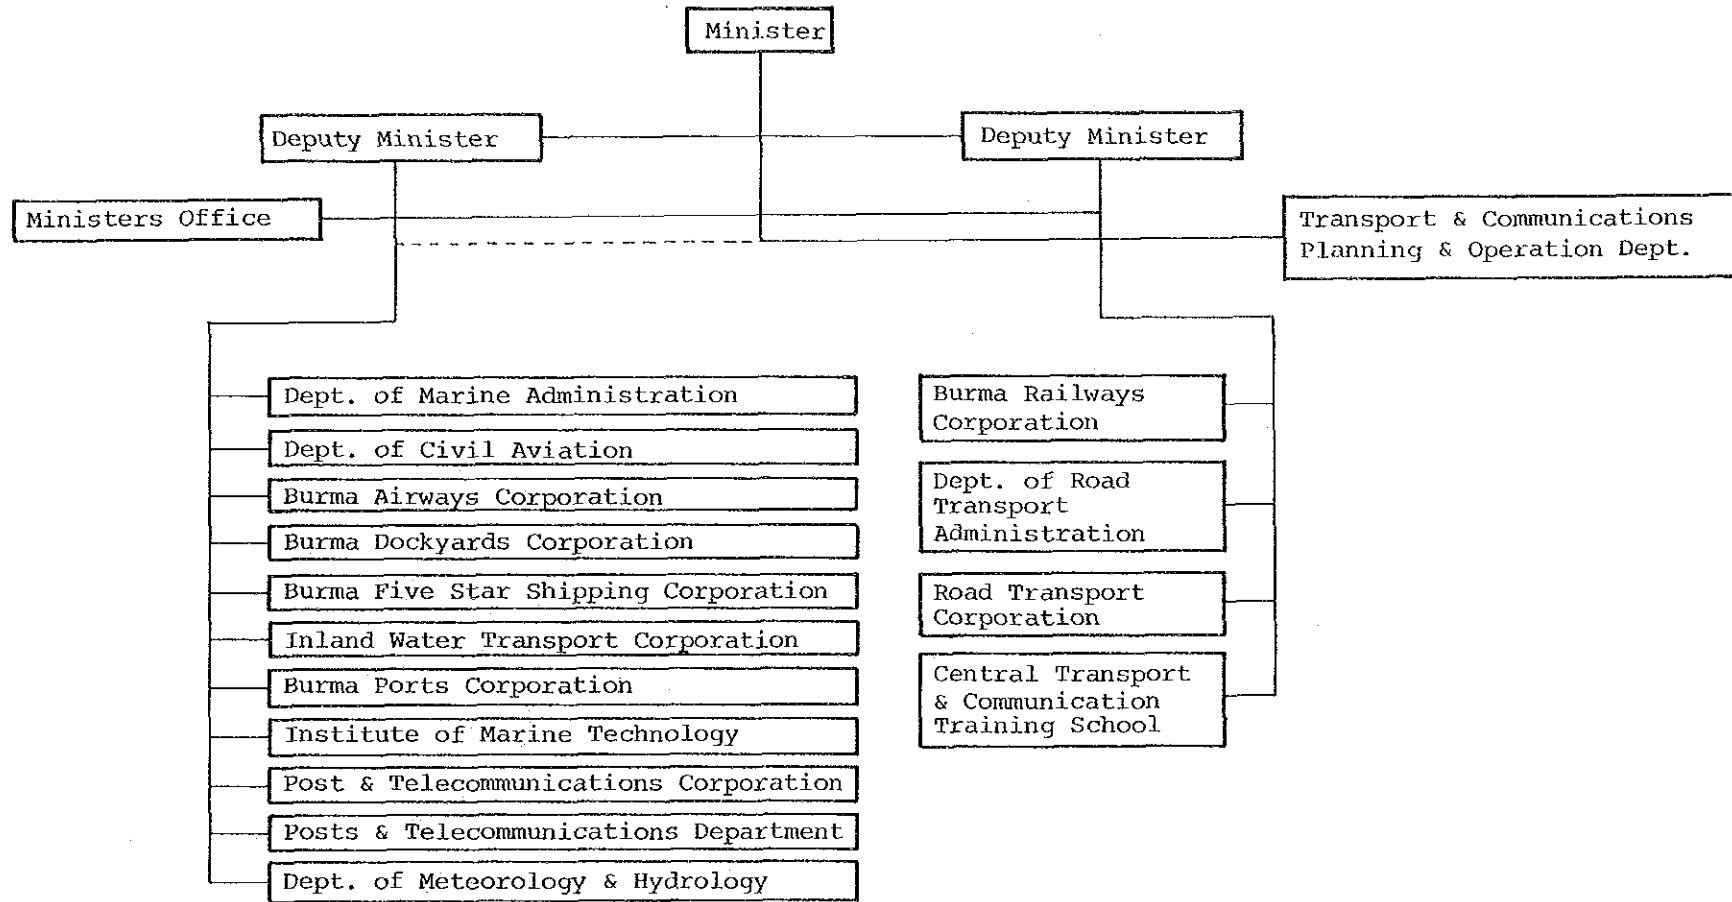 Minister
Deputy Minister
Deputy Minister
Ministers Office
Transport & Communications
Planning & Operation Dept.
Dept. of Marine Administration
Dept. of Civil Aviation
Burma Airways Corporation
Burma Dockyards Corporation
Burma Five Star Shipping Corporation
Inland Water Transport Corporation
Burma Ports Corporation
Institute of Marine Technology
Post & Telecommunications Corporation
Posts & Telecommunications Department
Dept. of Meteorology & Hydrology
Burma Railways
Corporation
Dept. of Road
Transport
Administration
Road Transport
Corporation
Central Transport
& Communication
Training School